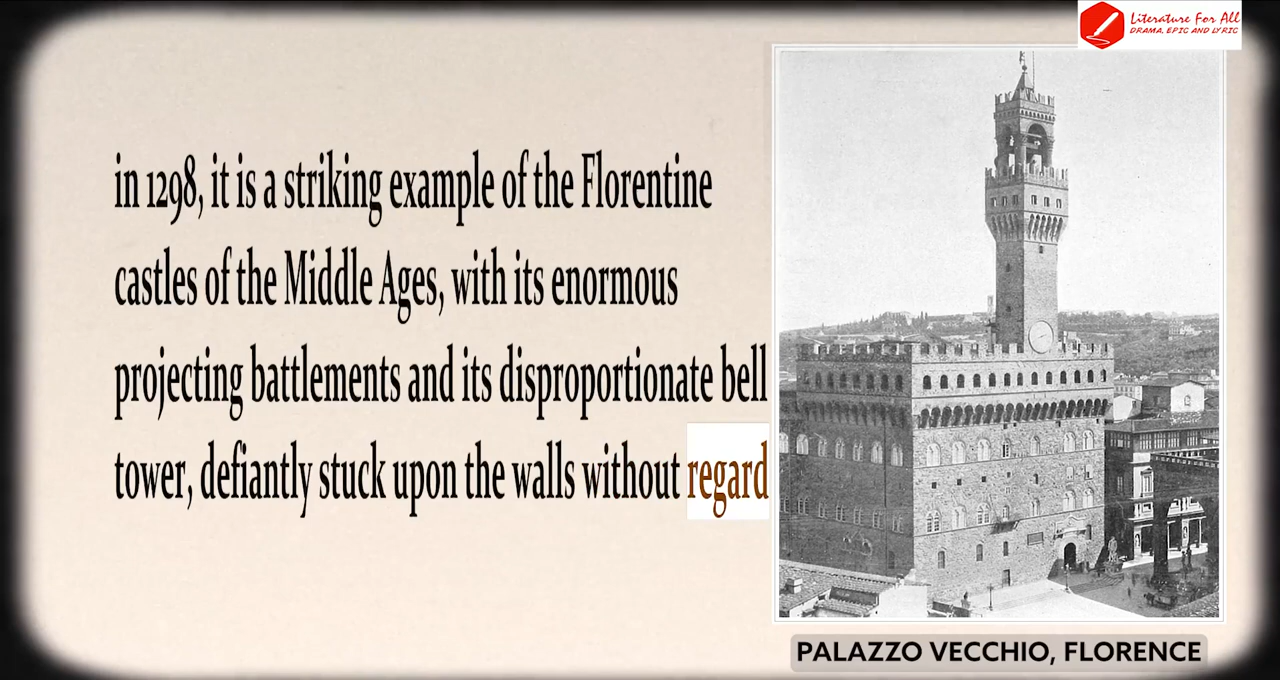 Literature For All
DRAMA, EPIC AND LYRIC
in 1298, it is a striking example of the Florentine
castles of the Middle Ages, with its enormous
projecting battlements and its disproportionate bell
tower, defiantly stuck upon the walls without regard
PALAZZO VECCHIO, FLORENCE